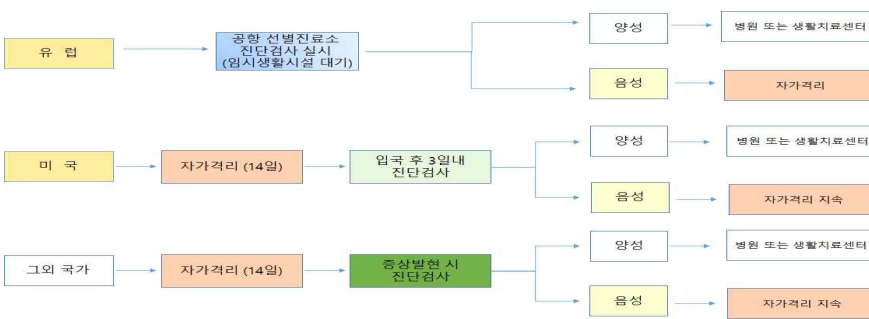 유 럽
공항 선별진료소
진단검사 실시
(임시생활시설 대기)
양성
병원 또는 생활치료센터
음성
자가격리
미 국
자가격리 (14일)
입국 후 3일내
진단검사
양성
병원 또는 생활치료센터
음성
자가격리 지속
그외 국가
자가격리 (14일)
증상발현 시
진단검사
양성
병원 또는 생활치료센터
음성
자가격리 지속